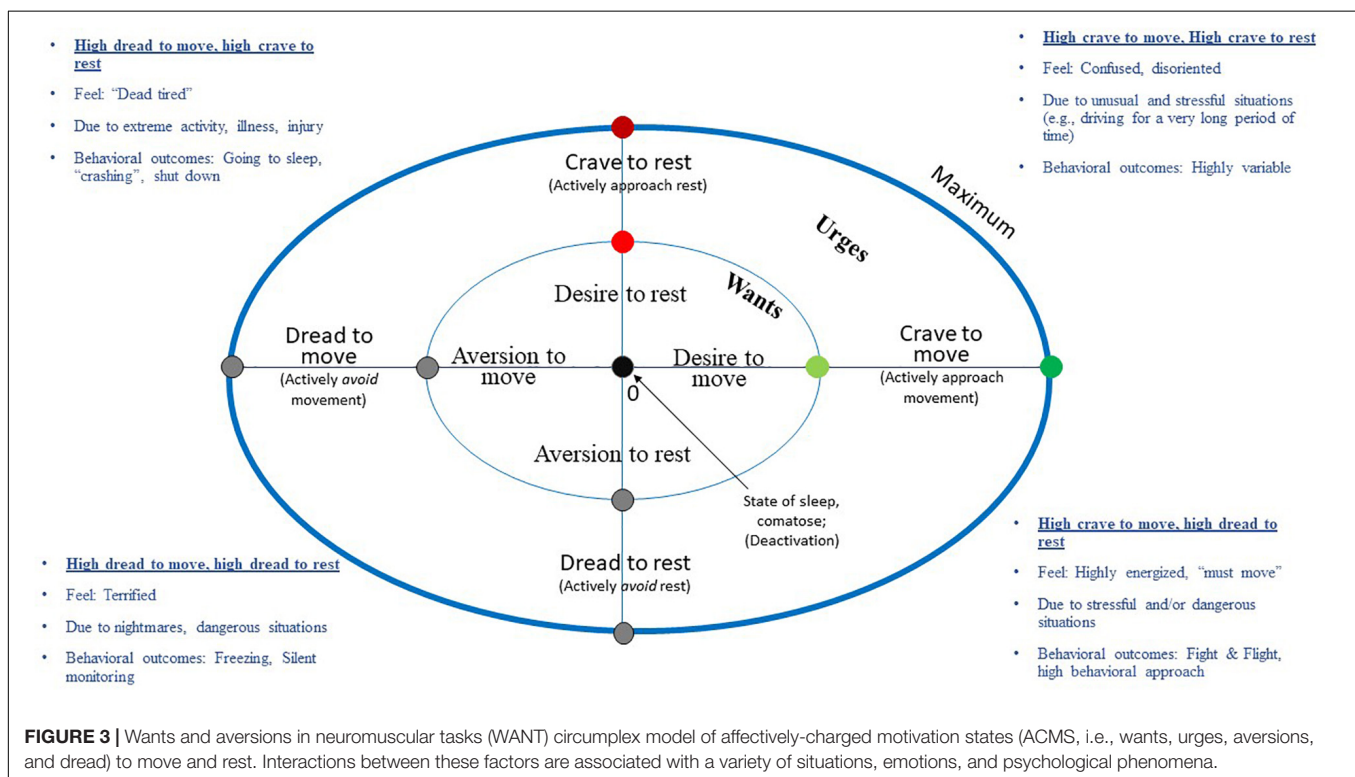 • High dread to move, high crave to
rest
• Feel: “Dead tired”
• Due to extreme activity, illness, injury
• Behavioral outcomes: Going to sleep,
“crashing”, shut down
• High crave to move, High crave to rest
• Feel: Confused, disoriented
• Due to unusual and stressful situations
(e.g., driving for a very long period of
time)
• Behavioral outcomes: Highly variable
Maximum
Urges
Wants
Crave to rest
(Actively approach rest)
Desire to rest
Dread to
move
(Actively avoid
movement)
Aversion to
move
0
Desire to
move
Crave to
move
(Actively approach
movement)
Aversion to rest
State of sleep,
comatose;
(Deactivation)
Dread to rest
(Actively avoid rest)
• High dread to move, high dread to rest
• Feel: Terrified
• Due to nightmares, dangerous situations
• Behavioral outcomes: Freezing, Silent
monitoring
• High crave to move, high dread to
rest
• Feel: Highly energized, “must move”
• Due to stressful and/or dangerous
situations
• Behavioral outcomes: Fight & Flight,
high behavioral approach
FIGURE 3 | Wants and aversions in neuromuscular tasks (WANT) circumplex model of affectively-charged motivation states (ACMS, i.e., wants, urges, aversions,
and dread) to move and rest. Interactions between these factors are associated with a variety of situations, emotions, and psychological phenomena.